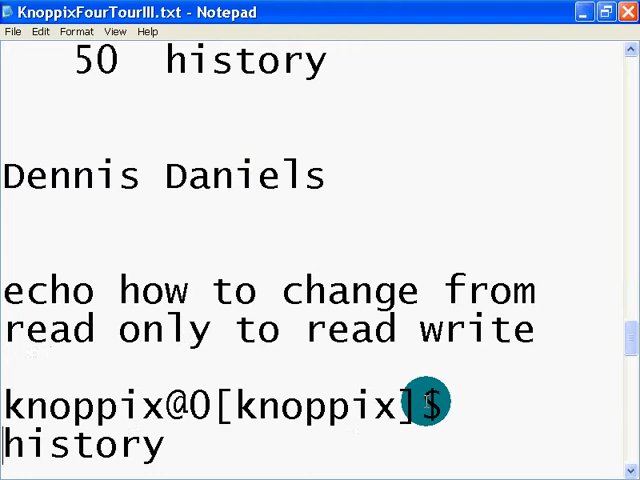 KnoppixFourTourIII.txt - Notepad
File Edit Format View Help
50 history
Dennis Daniels
echo how to change from
read only to read write
knoppix@0[knoppix]$
history